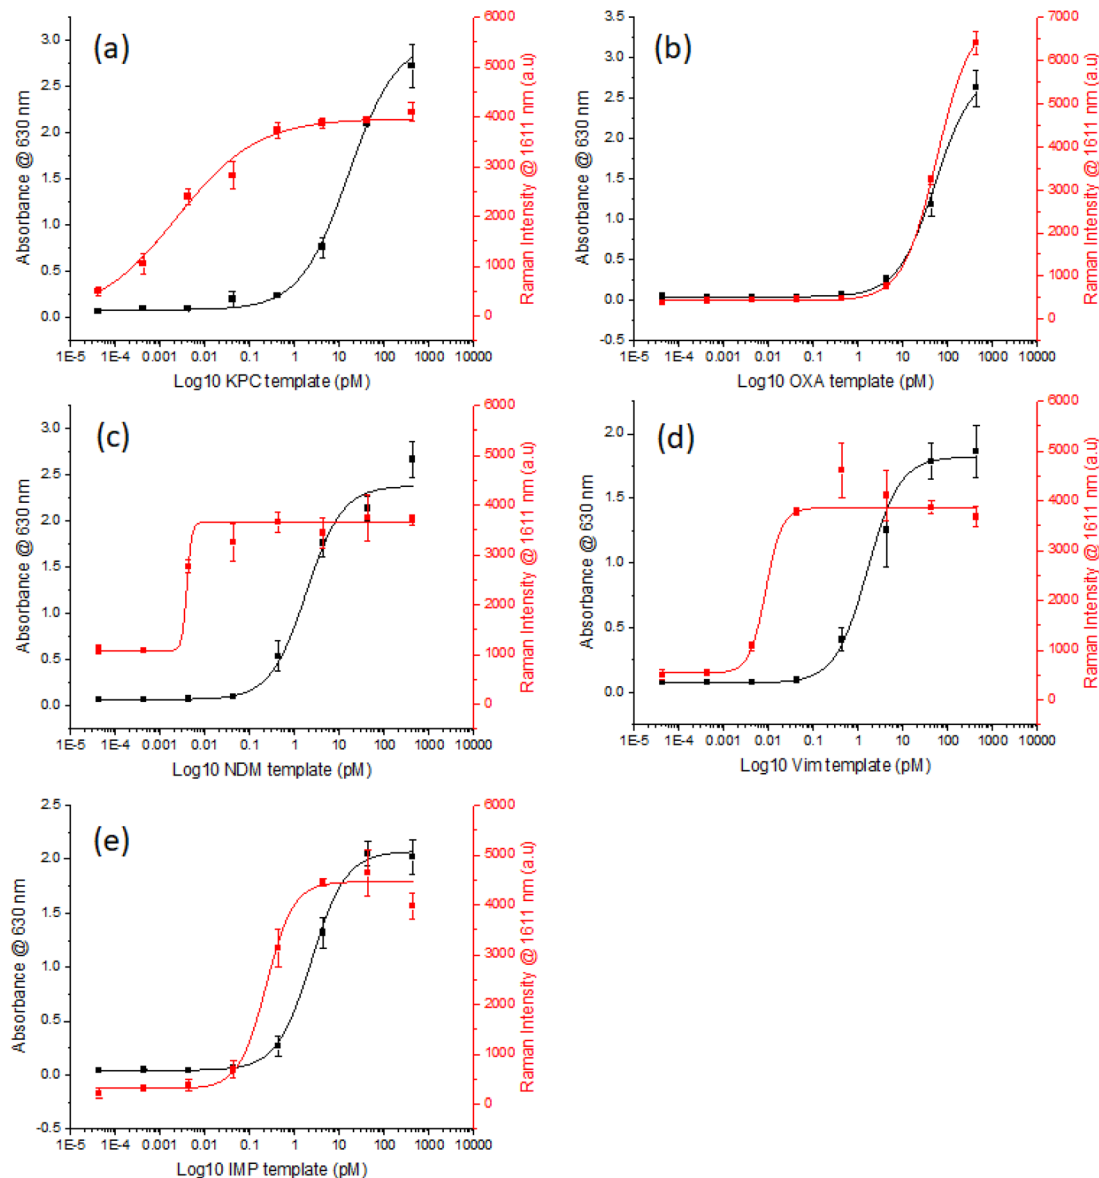 (a)
Absorbance @ 630 nm
3.0
2.5
2.0
1.5
1.0
0.5
0.0
6000
5000
4000
3000
2000
1000
0
Raman Intensity @ 1611 nm (a.u)
1E-5 1E-4 0.001 0.01 0.1 1 10 100 1000 10000
Log10 KPC template (pM)
(b)
Absorbance @ 630 nm
3.5
3.0
2.5
2.0
1.5
1.0
0.5
0.0
-0.5
7000
6000
5000
4000
3000
2000
1000
0
Raman Intensity @ 1611 nm (a.u)
1E-5 1E-4 0.001 0.01 0.1 1 10 100 1000 10000
Log10 OXA template (pM)
(c)
Absorbance @ 630 nm
3.0
2.5
2.0
1.5
1.0
0.5
0.0
6000
5000
4000
3000
2000
1000
0
Raman Intensity @ 1611 nm (a.u)
1E-5 1E-4 0.001 0.01 0.1 1 10 100 1000 10000
Log10 NDM template (pM)
(d)
Absorbance @ 630 nm
2.0
1.5
1.0
0.5
0.0
6000
5000
4000
3000
2000
1000
0
Raman Intensity @ 1611 nm (a.u)
1E-5 1E-4 0.001 0.01 0.1 1 10 100 1000 10000
Log10 Vim template (pM)
(e)
Absorbance @ 630 nm
2.5
2.0
1.5
1.0
0.5
0.0
-0.5
6000
5000
4000
3000
2000
1000
0
Raman Intensity @ 1611 nm (a.u)
1E-5 1E-4 0.001 0.01 0.1 1 10 100 1000 10000
Log10 IMP template (pM)